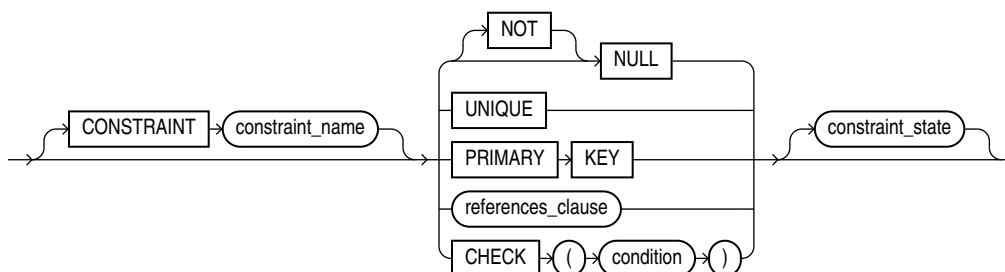 NOT
NULL
UNIQUE
CONSTRAINT constraint_name
constraint_state
PRIMARY KEY
references_clause
CHECK ( condition )